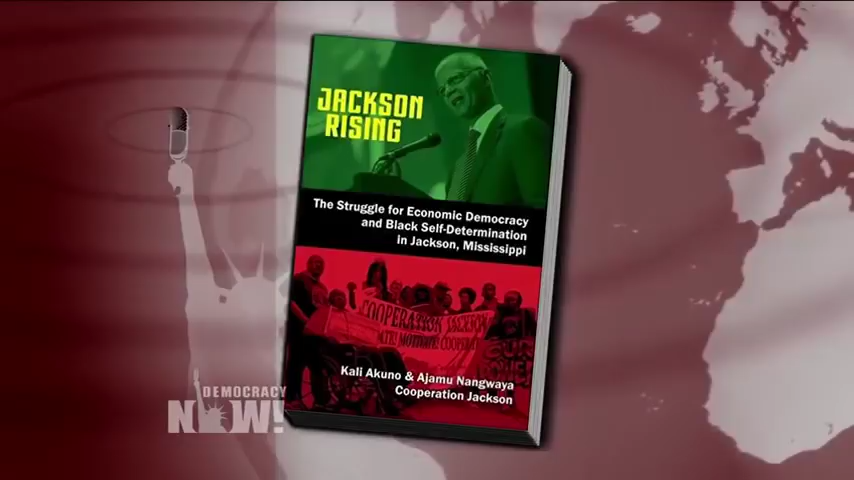 JACKSON
RISING
The Struggle for Economic Democracy
and Black Self-Determination
in Jackson, Mississippi
COOPERATION JACKSON
Kali Akuno & Ajamu Nangwaya
Cooperation Jackson
DEMOCRACY
NOW!